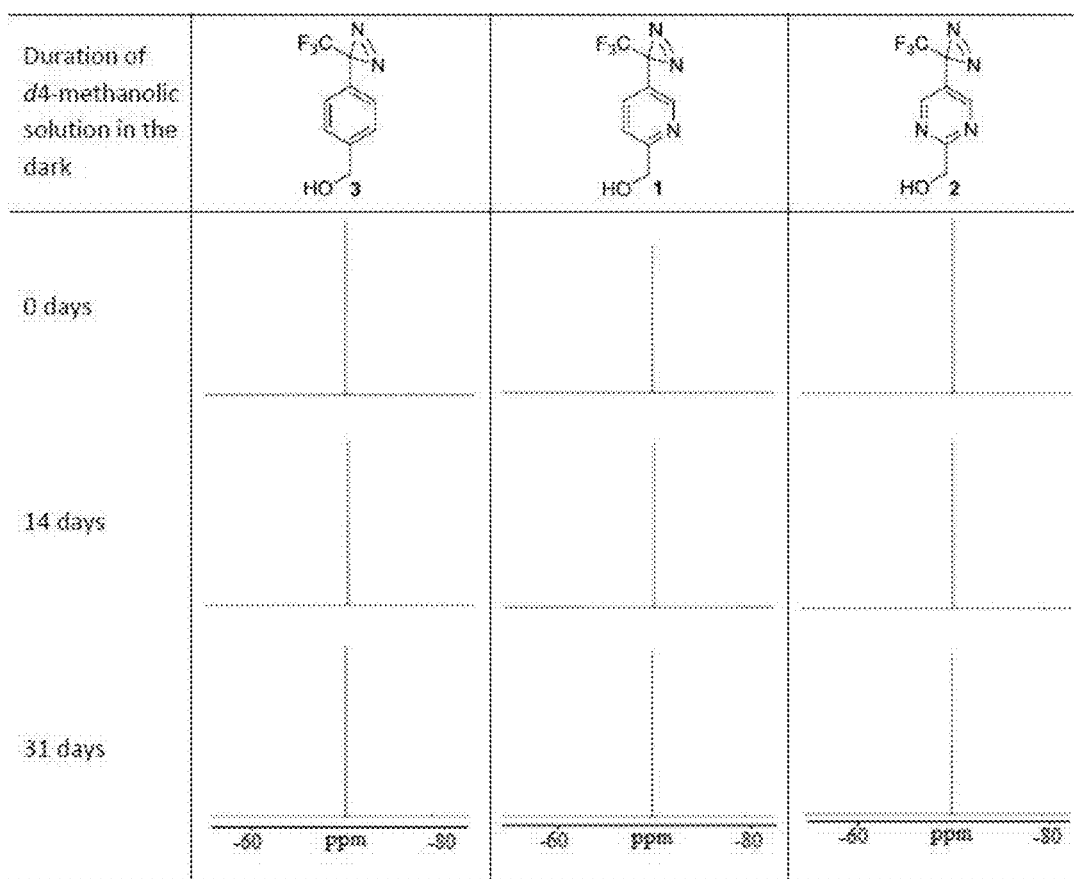 Duration of
d4-methanolic
solution in the
dark
F₃C N N
HO 3
F₃C N N
N
HO 1
F₃C N N
N N
HO 2
0 days
14 days
31 days
-60 ppm -80
-60 ppm -80
-60 ppm -80